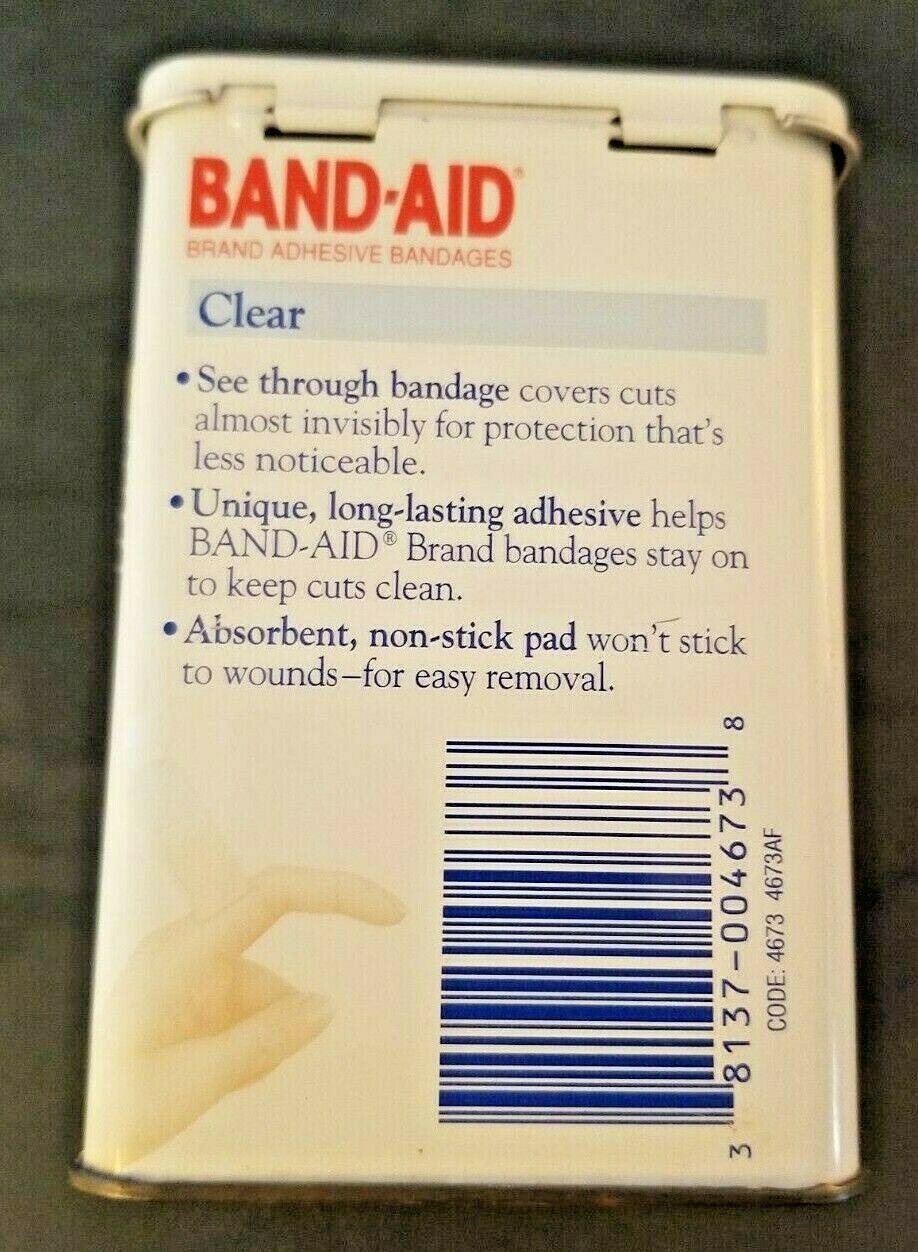 BAND-AID®
BRAND ADHESIVE BANDAGES
Clear
• See through bandage covers cuts
almost invisibly for protection that's
less noticeable.
• Unique, long-lasting adhesive helps
BAND-AID® Brand bandages stay on
to keep cuts clean.
• Absorbent, non-stick pad won't stick
to wounds–for easy removal.
3 8137-004673 8
CODE: 4673 4673AF